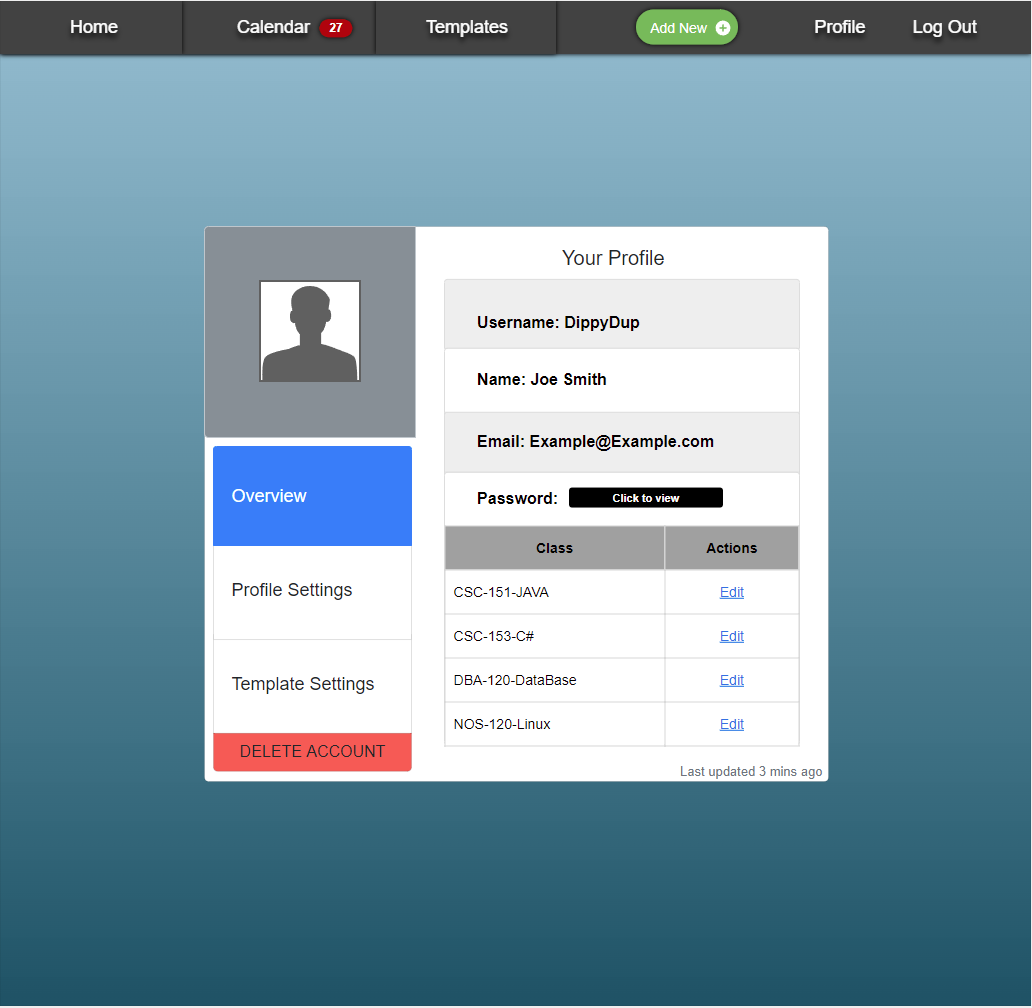 Home Calendar 27 Templates Add New Profile Log Out
Your Profile
Username: DippyDup
Name: Joe Smith
Email: Example@Example.com
Password: Click to view
Overview
Profile Settings
Template Settings
DELETE ACCOUNT
Class Actions
CSC-151-JAVA Edit
CSC-153-C# Edit
DBA-120-DataBase Edit
NOS-120-Linux Edit
Last updated 3 mins ago